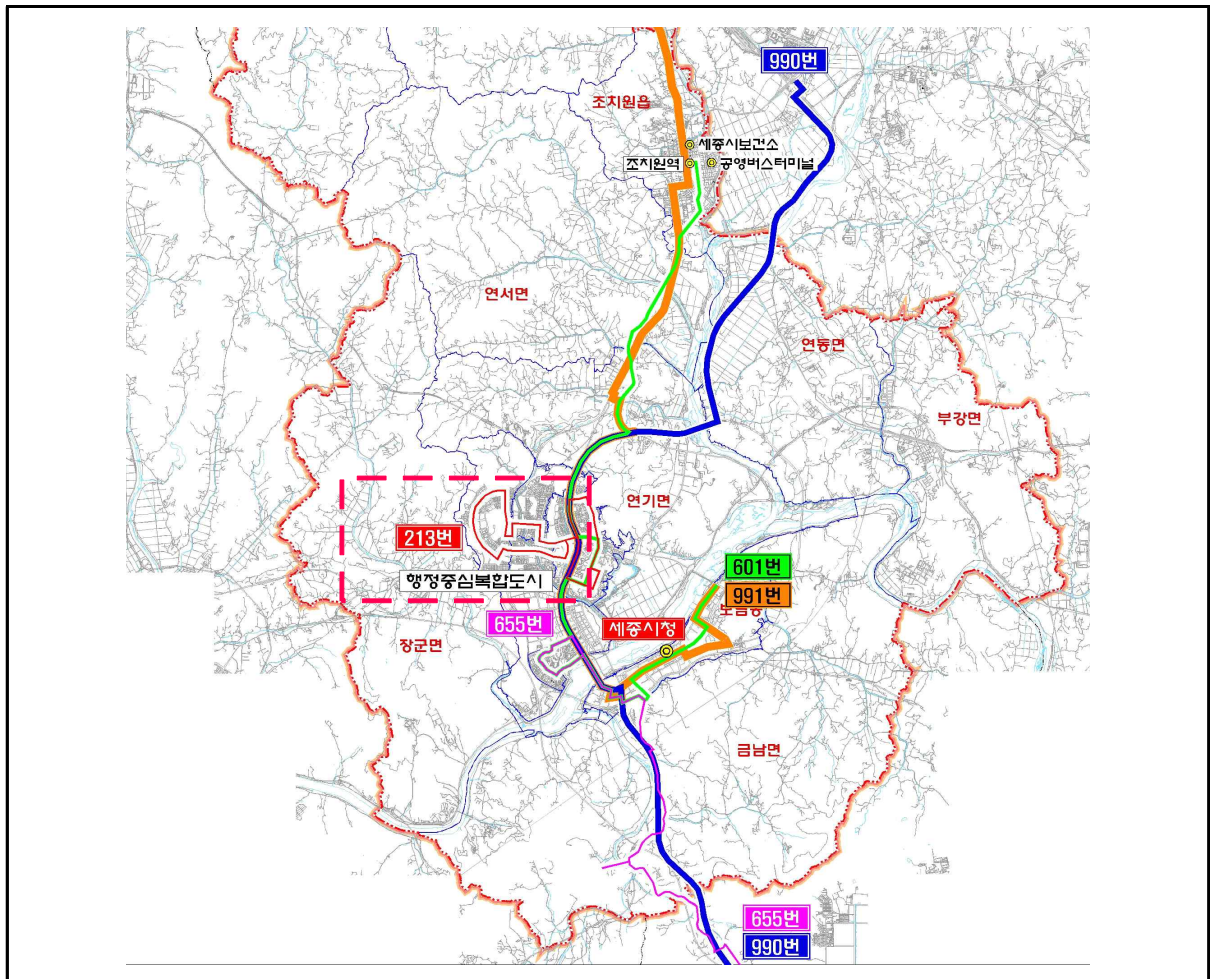 990번
조치원읍
세종시보건소
조치원역
공영버스터미널
연서면
연동면
부강면
연기면
213번
행정중심복합도시
601번
991번
655번
세종시청
장군면
금남면
655번
990번